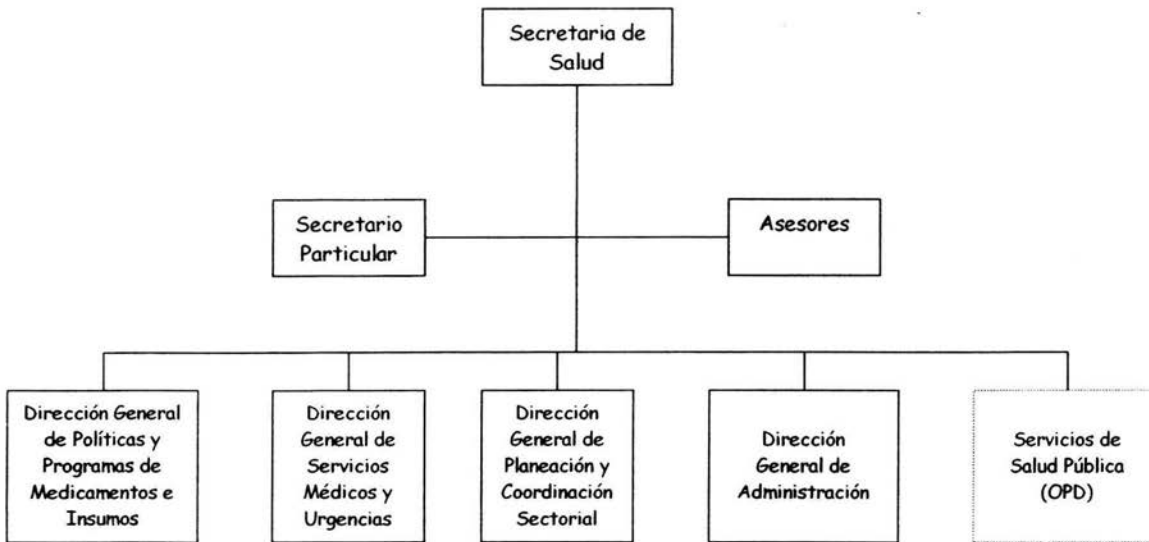 Secretaria de
Salud
Secretario
Particular
Asesores
Dirección General
de Políticas y
Programas de
Medicamentos e
Insumos
Dirección
General de
Servicios
Médicos y
Urgencias
Dirección
General de
Planeación y
Coordinación
Sectorial
Dirección
General de
Administración
Servicios de
Salud Pública
(OPD)